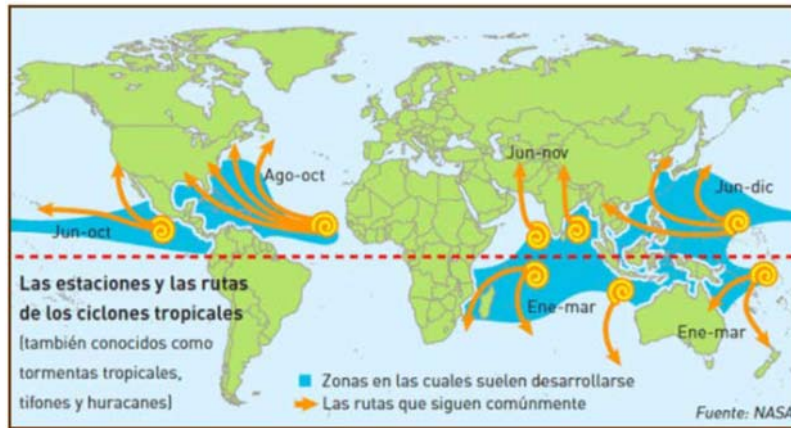 Jun-nov
Ago-oct
Jun-dic
Jun-oct
Las estaciones y las rutas
de los ciclones tropicales
(también conocidos como
tormentas tropicales,
tifones y huracanes)
Ene-mar
Ene-mar
Zonas en las cuales suelen desarrollarse
Las rutas que siguen comúnmente
Fuente: NASA